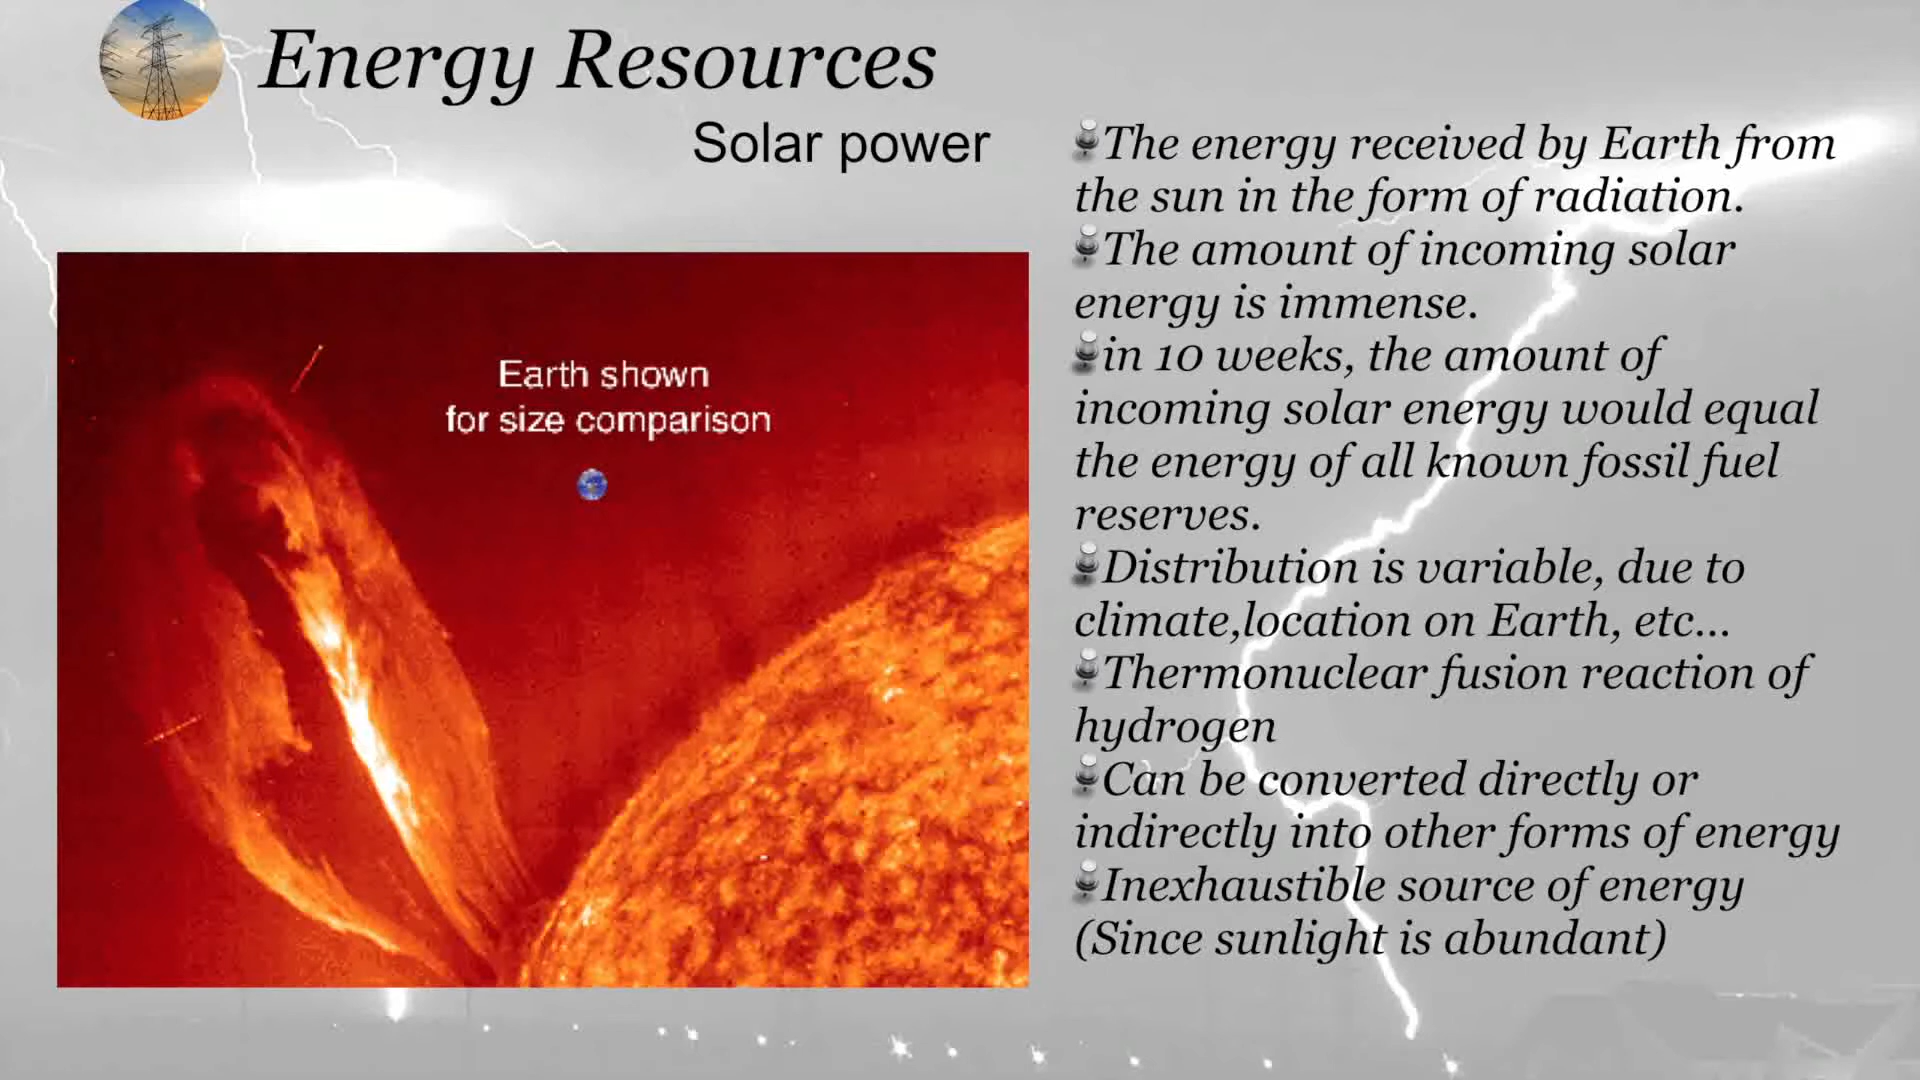 Energy Resources
Solar power
Earth shown
for size comparison
The energy received by Earth from
the sun in the form of radiation.
The amount of incoming solar
energy is immense.
in 10 weeks, the amount of
incoming solar energy would equal
the energy of all known fossil fuel
reserves.
Distribution is variable, due to
climate,location on Earth, etc...
Thermonuclear fusion reaction of
hydrogen
Can be converted directly or
indirectly into other forms of energy
Inexhaustible source of energy
(Since sunlight is abundant)